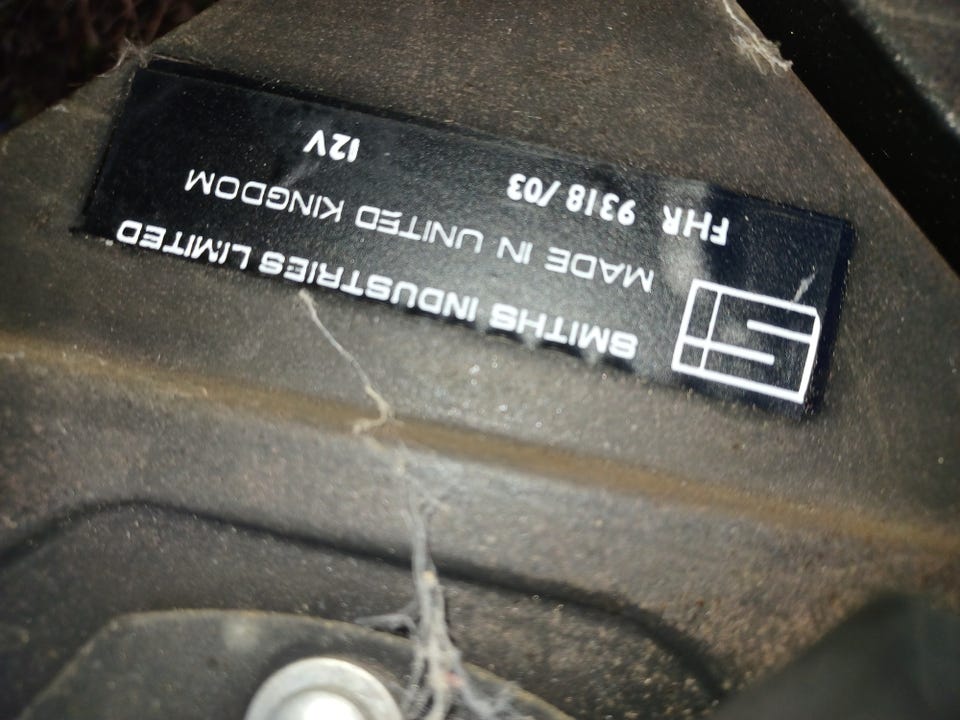 SMITHS INDUSTRIES LIMITED
MADE IN UNITED KINGDOM
FHR 9318/03 12V